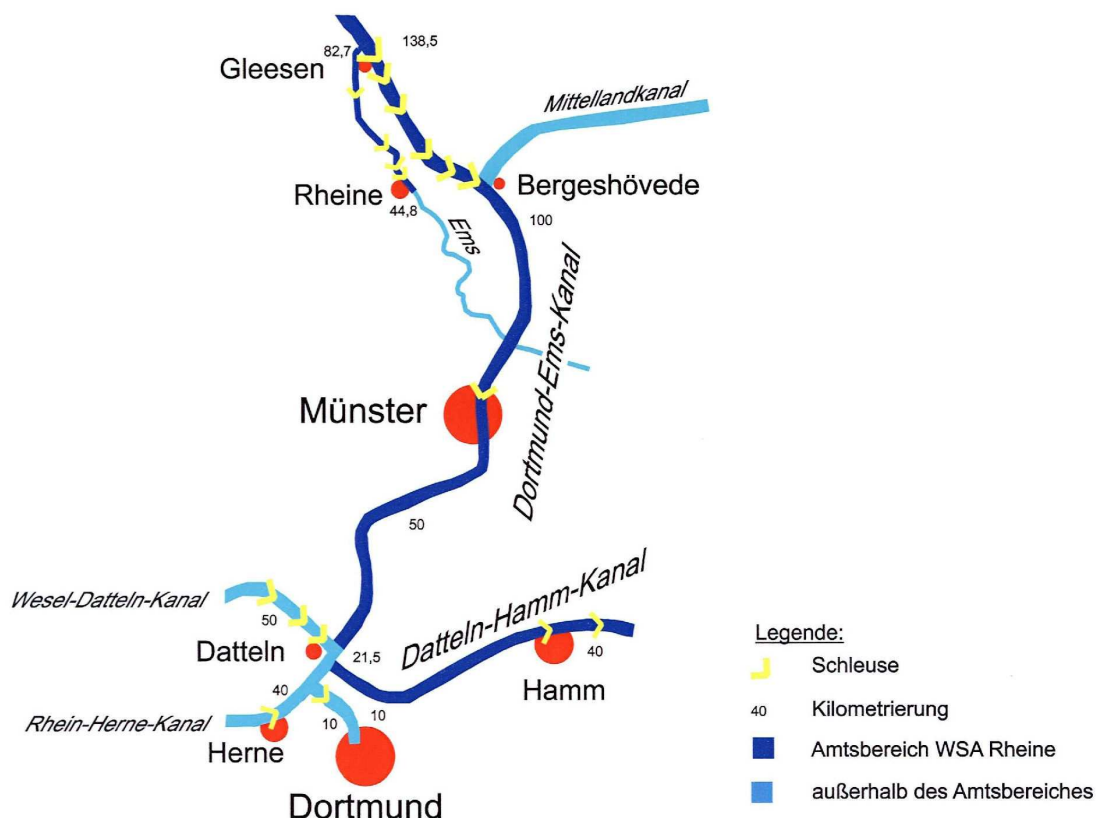 138,5
82,7
Gleesen
Mittellandkanal
Rheine
44,8
Bergeshövede
100
Ems
Dortmund-Ems-Kanal
Münster
50
Wesel-Datteln-Kanal
50
Datteln
21,5
Datteln-Hamm-Kanal
40
Hamm
40
Rhein-Herne-Kanal
Herne
10
10
Dortmund
Legende:
Schleuse
40 Kilometrierung
Amtsbereich WSA Rheine
außerhalb des Amtsbereiches